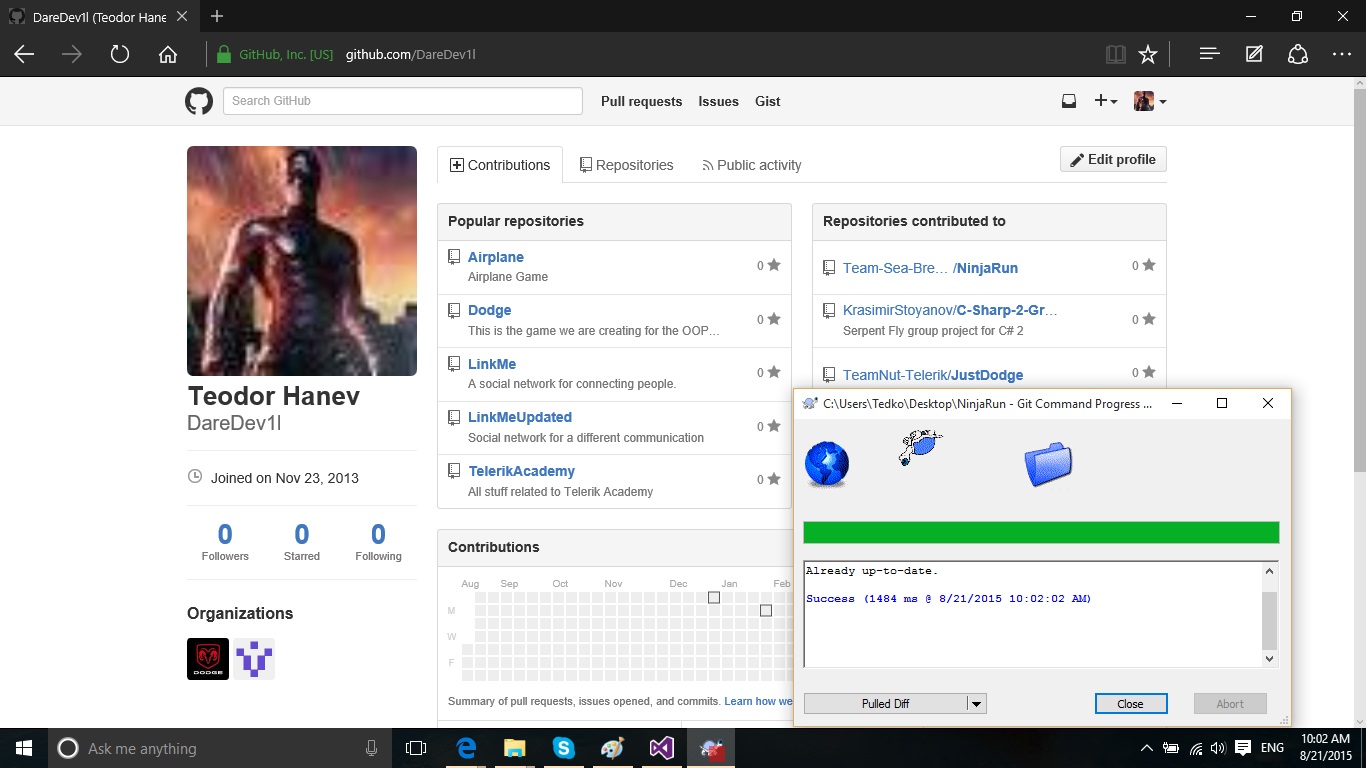 DareDev1l (Teodor Hane
GitHub, Inc. [US] github.com/DareDev1l
Search GitHub
Pull requests Issues Gist
Contributions Repositories Public activity
Edit profile
Popular repositories
Airplane
Airplane Game
0
Dodge
This is the game we are creating for the OOP…
0
LinkMe
A social network for connecting people.
0
LinkMeUpdated
Social network for a different communication
0
TelerikAcademy
All stuff related to Telerik Academy
0
Repositories contributed to
Team-Sea-Bre… /NinjaRun
0
KrasimirStoyanov/C-Sharp-2-Gr…
Serpent Fly group project for C# 2
0
TeamNut-Telerik/JustDodge
0
Teodor Hanev
DareDev1l
Joined on Nov 23, 2013
0 0 0
Followers Starred Following
Organizations
DODGE
Contributions
Aug Sep Oct Nov Dec Jan Feb
M
W
F
Summary of pull requests, issues opened, and commits. Learn how we
C:\Users\Tedko\Desktop\NinjaRun - Git Command Progress ...
Already up-to-date.
Success (1484 ms @ 8/21/2015 10:02:02 AM)
Pulled Diff
Close
Abort
Ask me anything
ENG
10:02 AM
8/21/2015